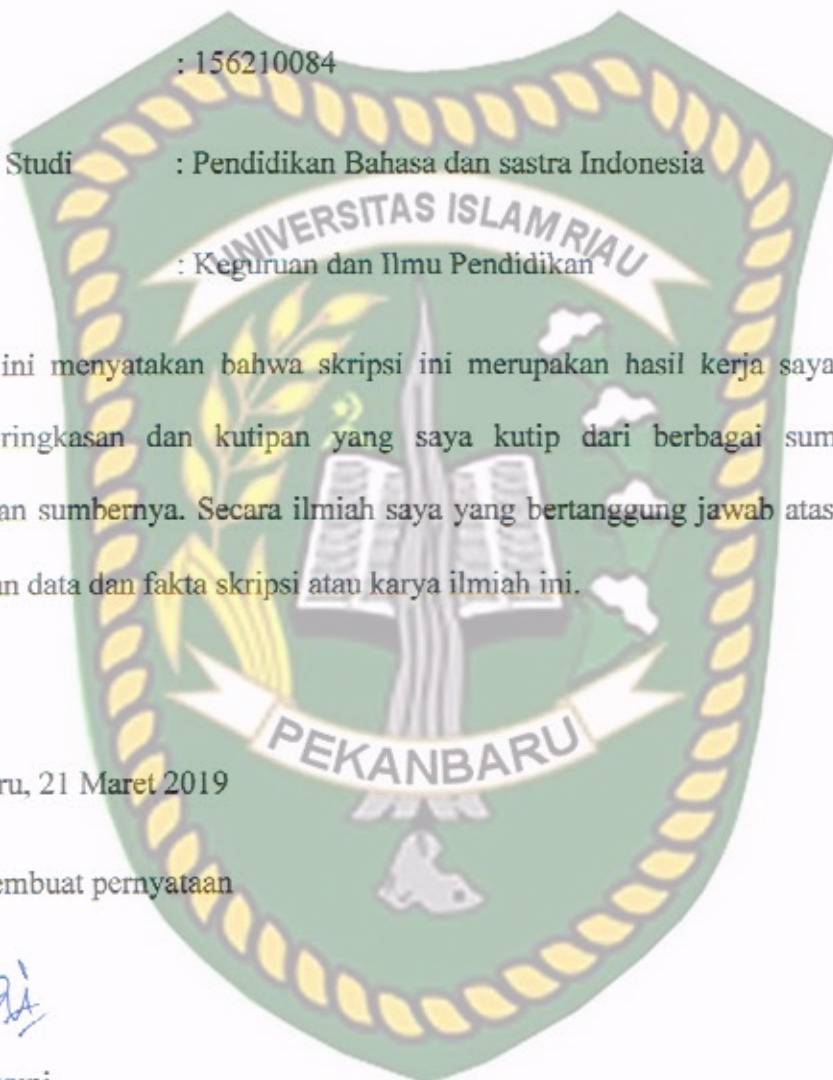 : 156210084
Studi : Pendidikan Bahasa dan sastra Indonesia
UNIVERSITAS ISLAM RIAU
: Keguruan dan Ilmu Pendidikan
ini menyatakan bahwa skripsi ini merupakan hasil kerja saya
ringkasan dan kutipan yang saya kutip dari berbagai sum
an sumbernya. Secara ilmiah saya yang bertanggung jawab atas
an data dan fakta skripsi atau karya ilmiah ini.
PEKANBARU
ru, 21 Maret 2019
embuat pernyataan